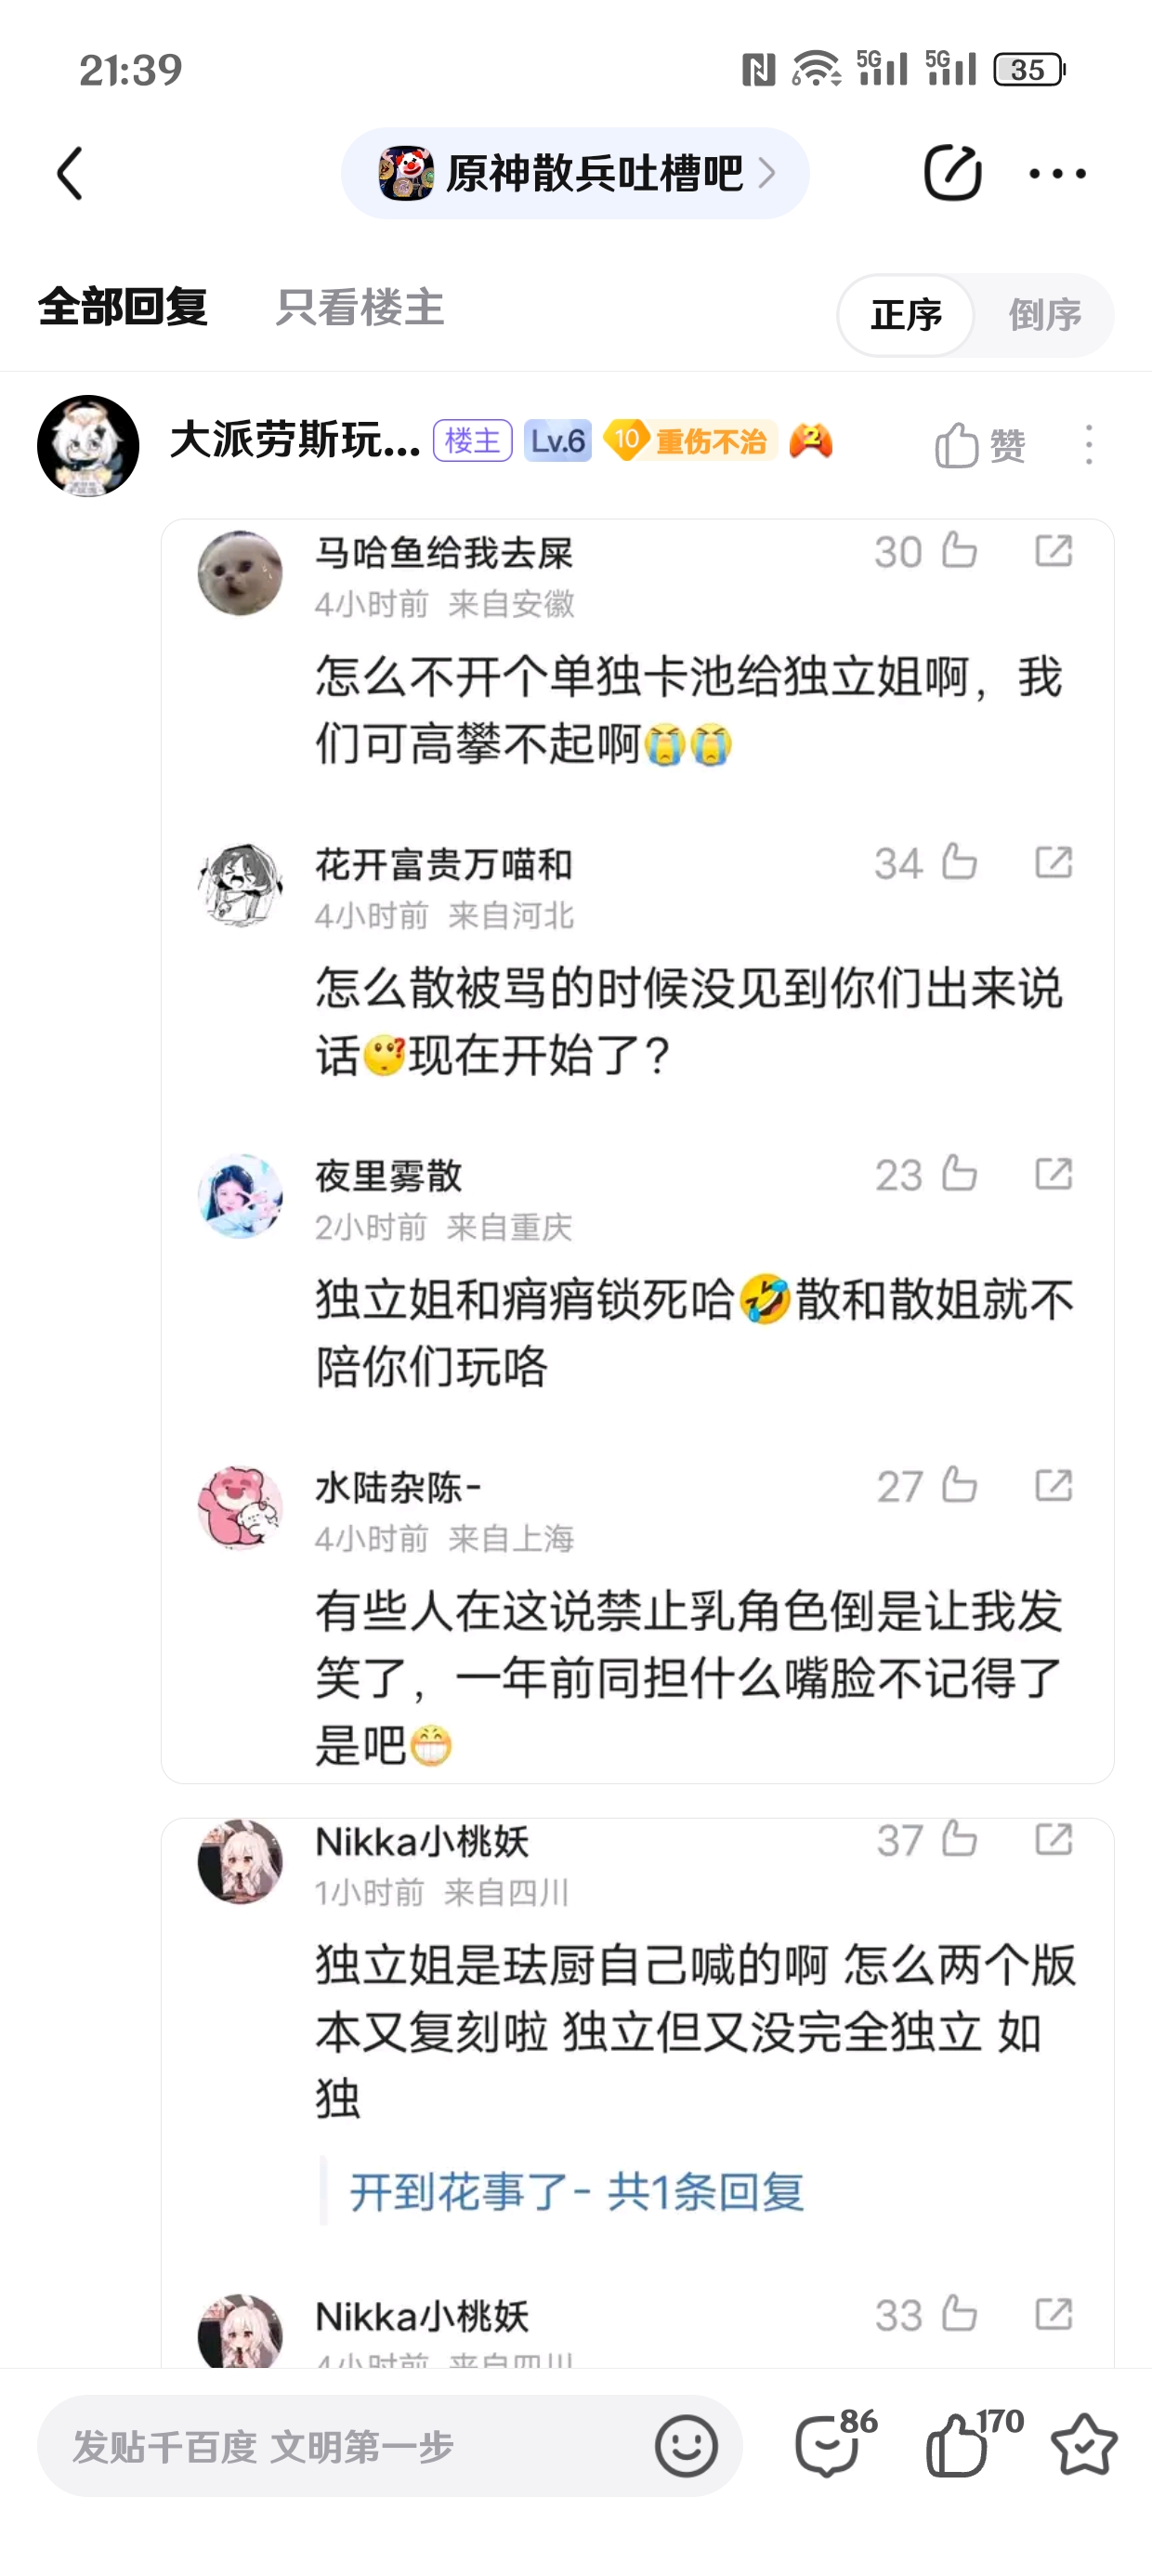 21:39
6 5G 5G 35
原神散兵吐槽吧
全部回复 只看楼主 正序 倒序
大派劳斯玩... 楼主 Lv.6 10 重伤不治 2 赞
马哈鱼给我去屎 30
4小时前 来自安徽
怎么不开个单独卡池给独立姐啊，我
们可高攀不起啊😭😭
花开富贵万喵和 34
4小时前 来自河北
怎么散被骂的时候没见到你们出来说
话现在开始了？
夜里雾散 23
2小时前 来自重庆
独立姐和痟痟锁死哈🤣散和散姐就不
陪你们玩咯
水陆杂陈- 27
4小时前 来自上海
有些人在这说禁止乳角色倒是让我发
笑了，一年前同担什么嘴脸不记得了
是吧😁
Nikka小桃妖 37
1小时前 来自四川
独立姐是珐厨自己喊的啊 怎么两个版
本又复刻啦 独立但又没完全独立 如
独
开到花事了- 共1条回复
Nikka小桃妖 33
4小时前 来自四川
发贴千百度 文明第一步 86 170